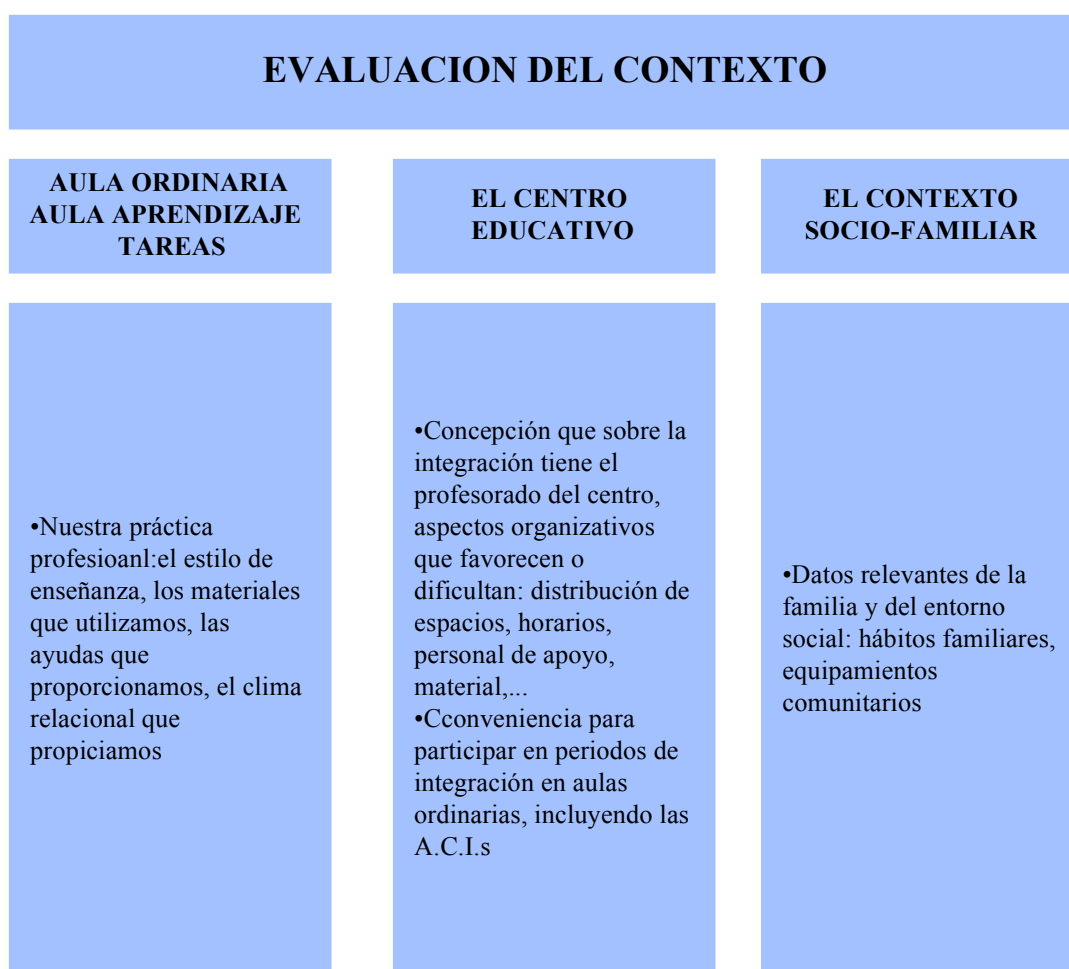 EVALUACION DEL CONTEXTO
AULA ORDINARIA
AULA APRENDIZAJE
TAREAS
EL CENTRO
EDUCATIVO
EL CONTEXTO
SOCIO-FAMILIAR
•Nuestra práctica
profesioanl:el estilo de
enseñanza, los materiales
que utilizamos, las
ayudas que
proporcionamos, el clima
relacional que
propiciamos
•Concepción que sobre la
integración tiene el
profesorado del centro,
aspectos organizativos
que favorecen o
dificultan: distribución de
espacios, horarios,
personal de apoyo,
material,...
•Cconveniencia para
participar en periodos de
integración en aulas
ordinarias, incluyendo las
A.C.I.s
•Datos relevantes de la
familia y del entorno
social: hábitos familiares,
equipamientos
comunitarios